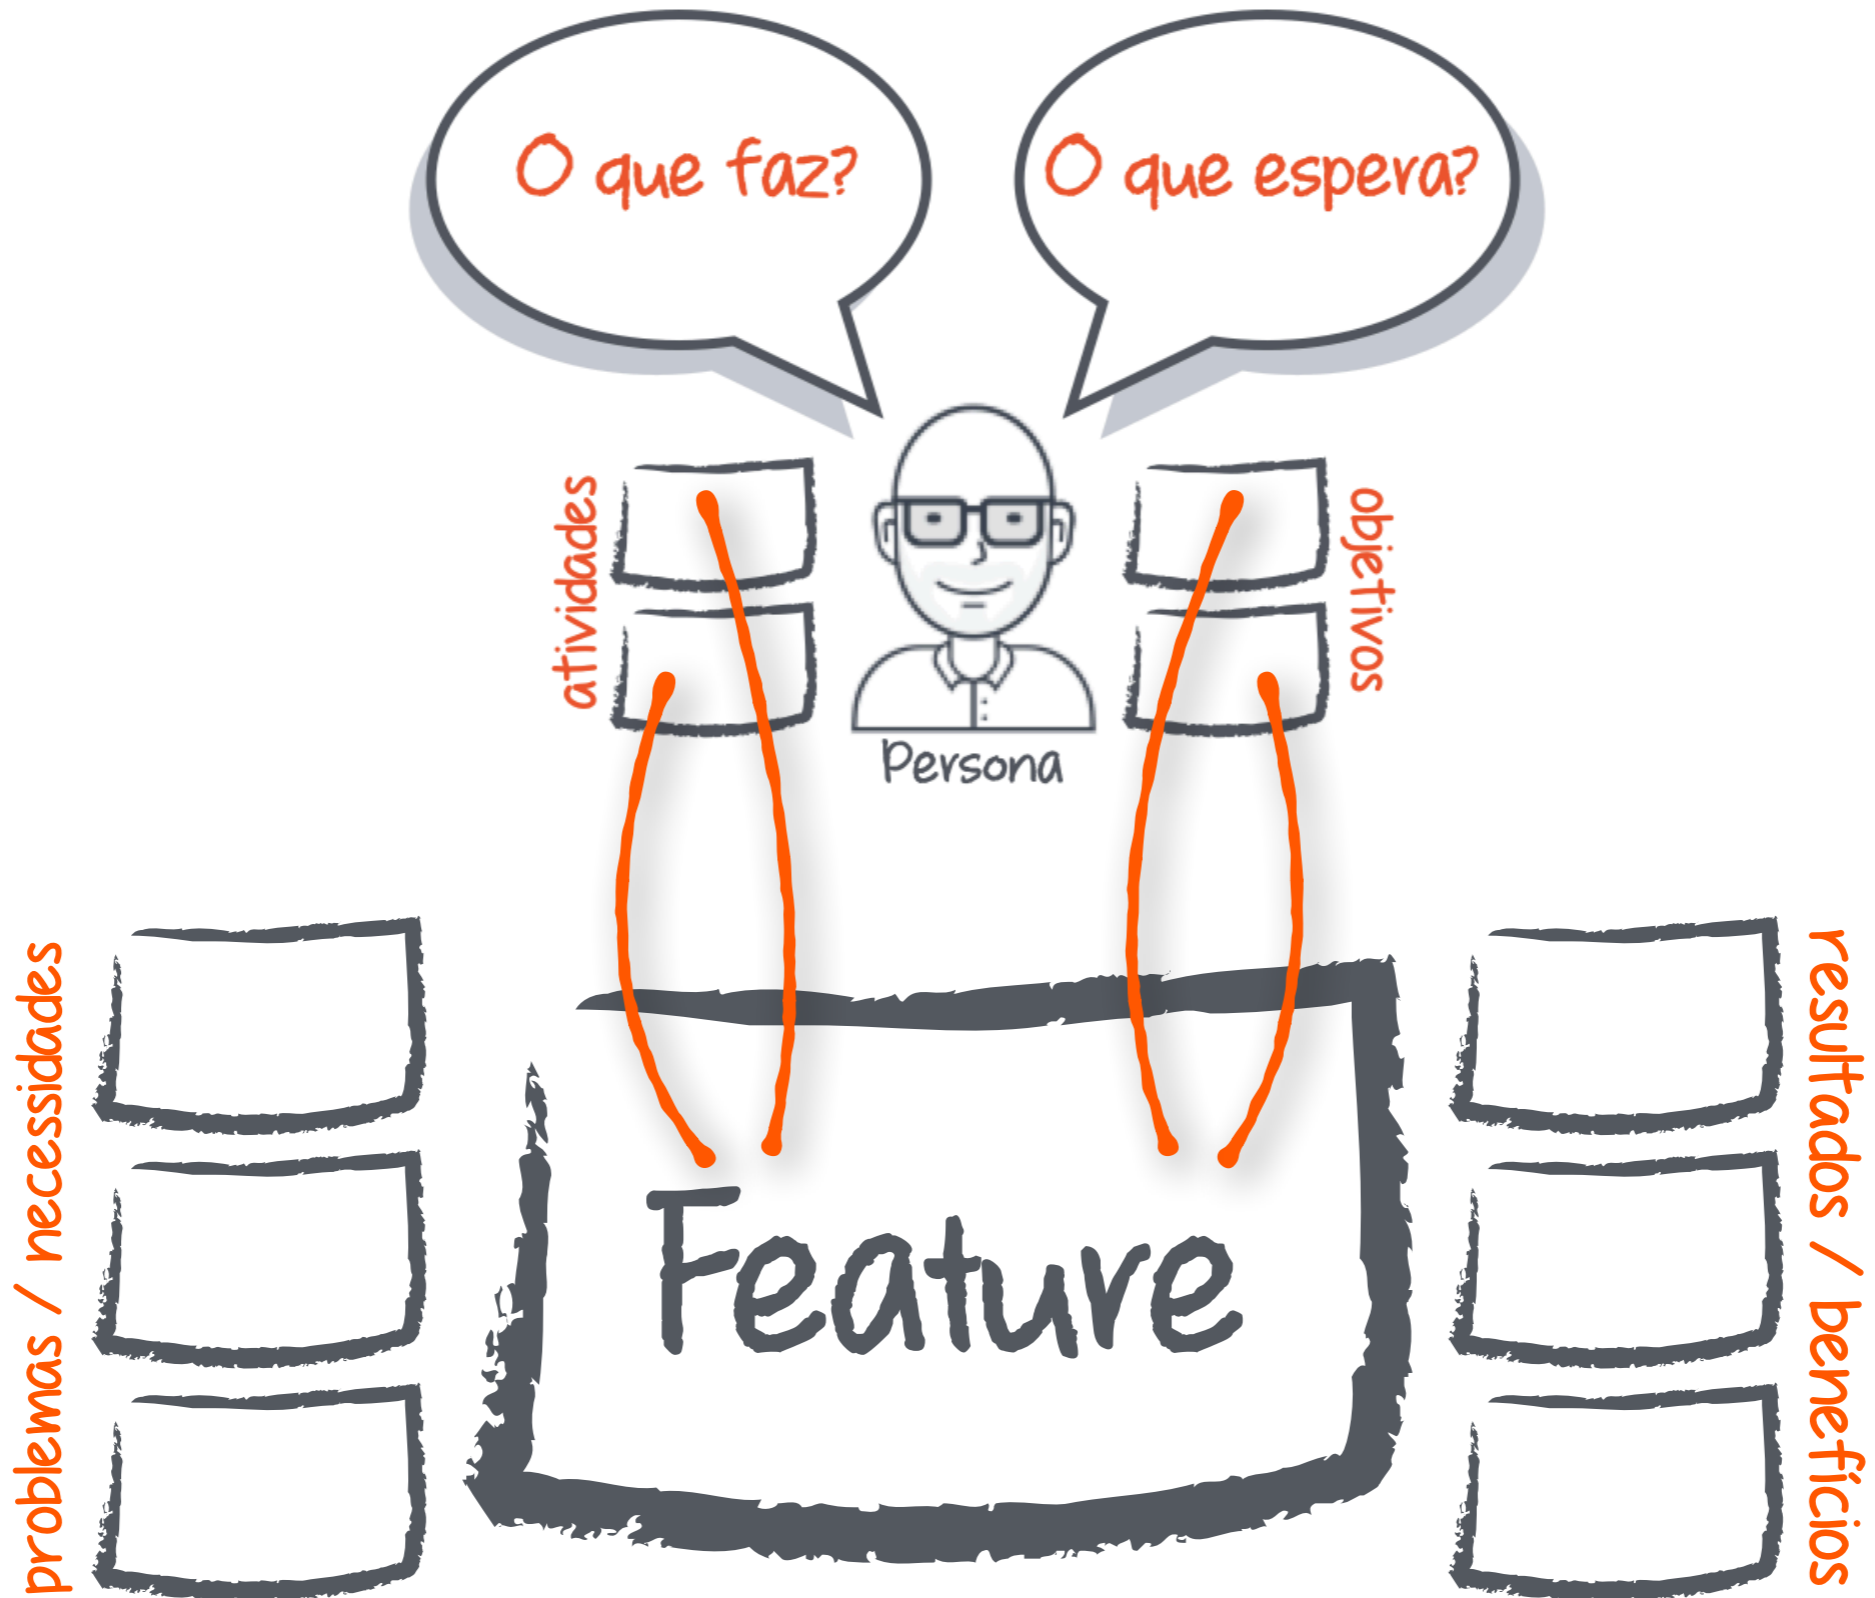 O que faz?
O que espera?
atividades
objetivos
Persona
problemas / necessidades
resultados / benefícios
Feature